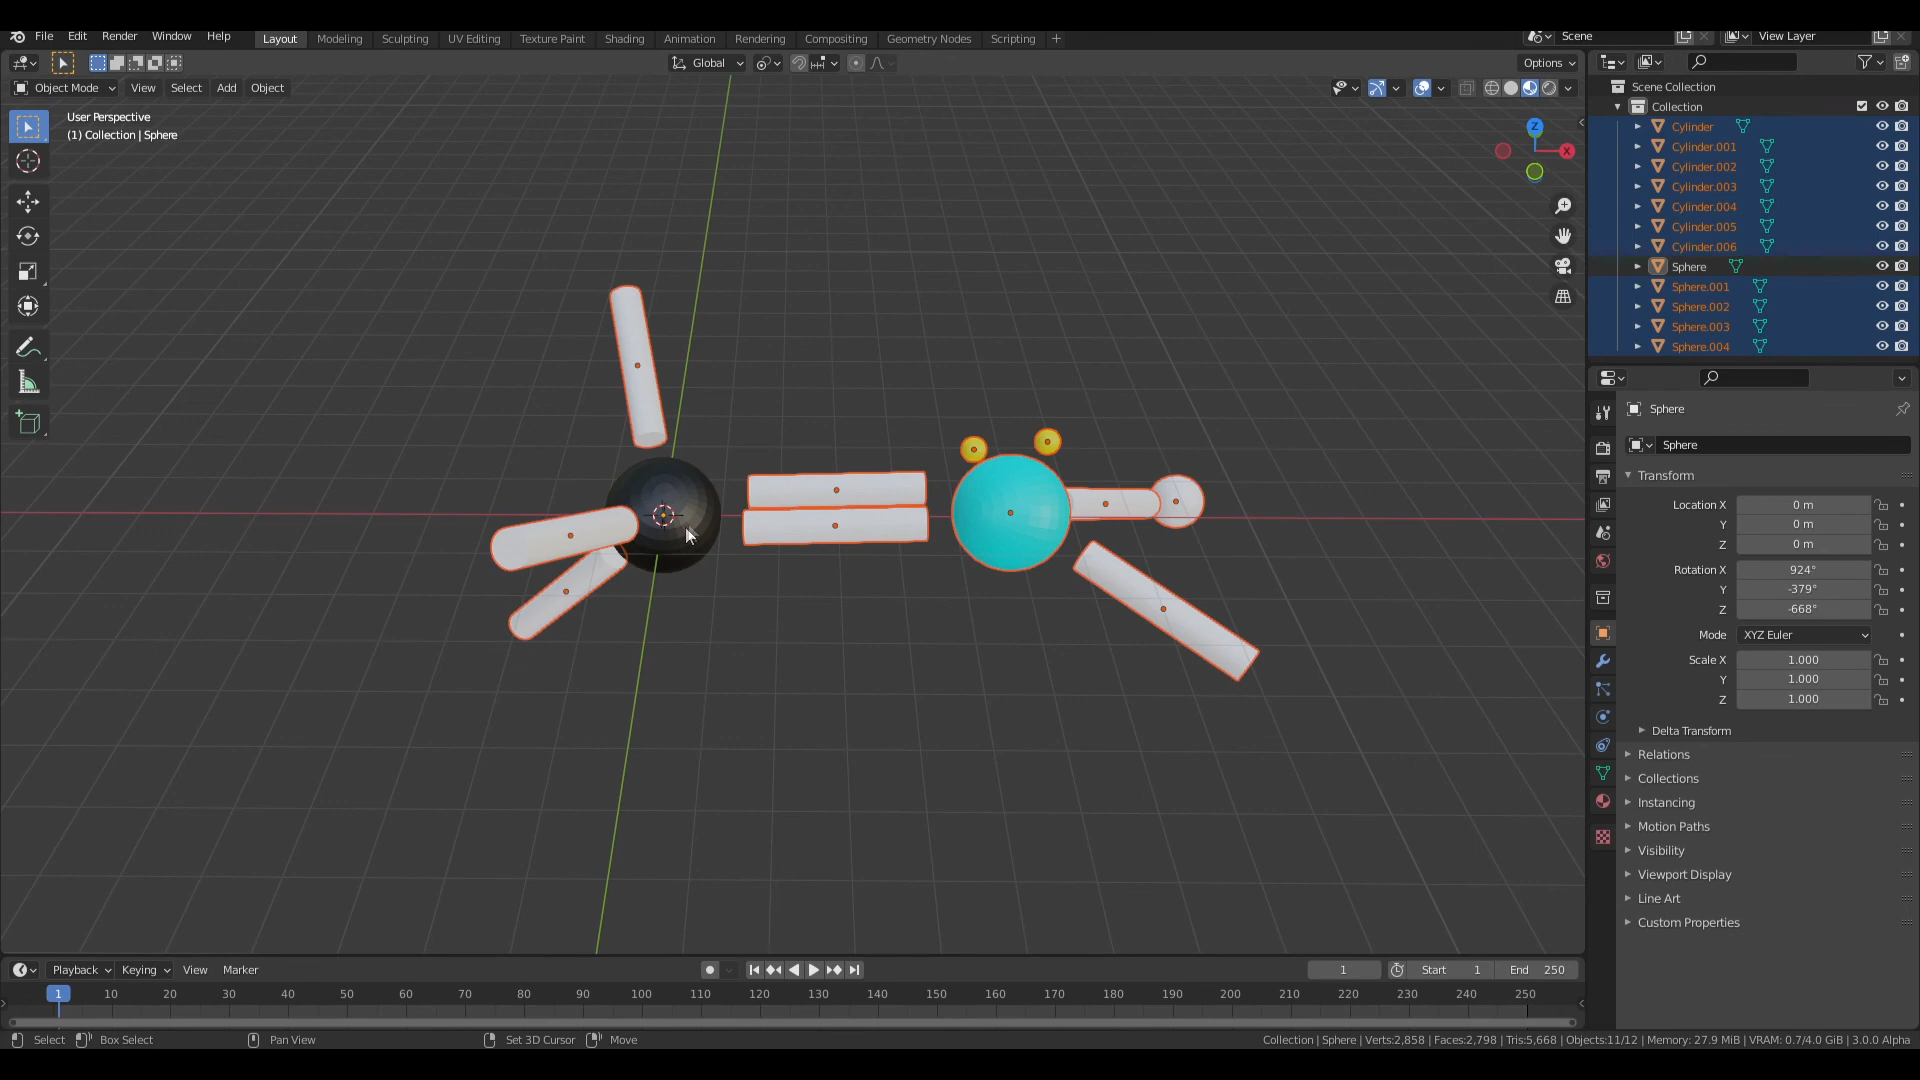 File Edit Render Window Help Layout Modeling Sculpting UV Editing Texture Paint Shading Animation Rendering Compositing Geometry Nodes Scripting + Scene View Layer
Global Options
Object Mode View Select Add Object
User Perspective
(1) Collection | Sphere
Z
X
Scene Collection
Collection
Cylinder
Cylinder.001
Cylinder.002
Cylinder.003
Cylinder.004
Cylinder.005
Cylinder.006
Sphere
Sphere.001
Sphere.002
Sphere.003
Sphere.004
Sphere
Sphere
Transform
Location X 0 m
Y 0 m
Z 0 m
Rotation X 924°
Y -379°
Z -668°
Mode XYZ Euler
Scale X 1.000
Y 1.000
Z 1.000
Delta Transform
Relations
Collections
Instancing
Motion Paths
Visibility
Viewport Display
Line Art
Custom Properties
Playback Keying View Marker 1 Start 1 End 250
1 10 20 30 40 50 60 70 80 90 100 110 120 130 140 150 160 170 180 190 200 210 220 230 240 250
Select Box Select Pan View Set 3D Cursor Move Collection | Sphere | Verts:2,858 | Faces:2,798 | Tris:5,668 | Objects:11/12 | Memory: 27.9 MiB | VRAM: 0.7/4.0 GiB | 3.0.0 Alpha